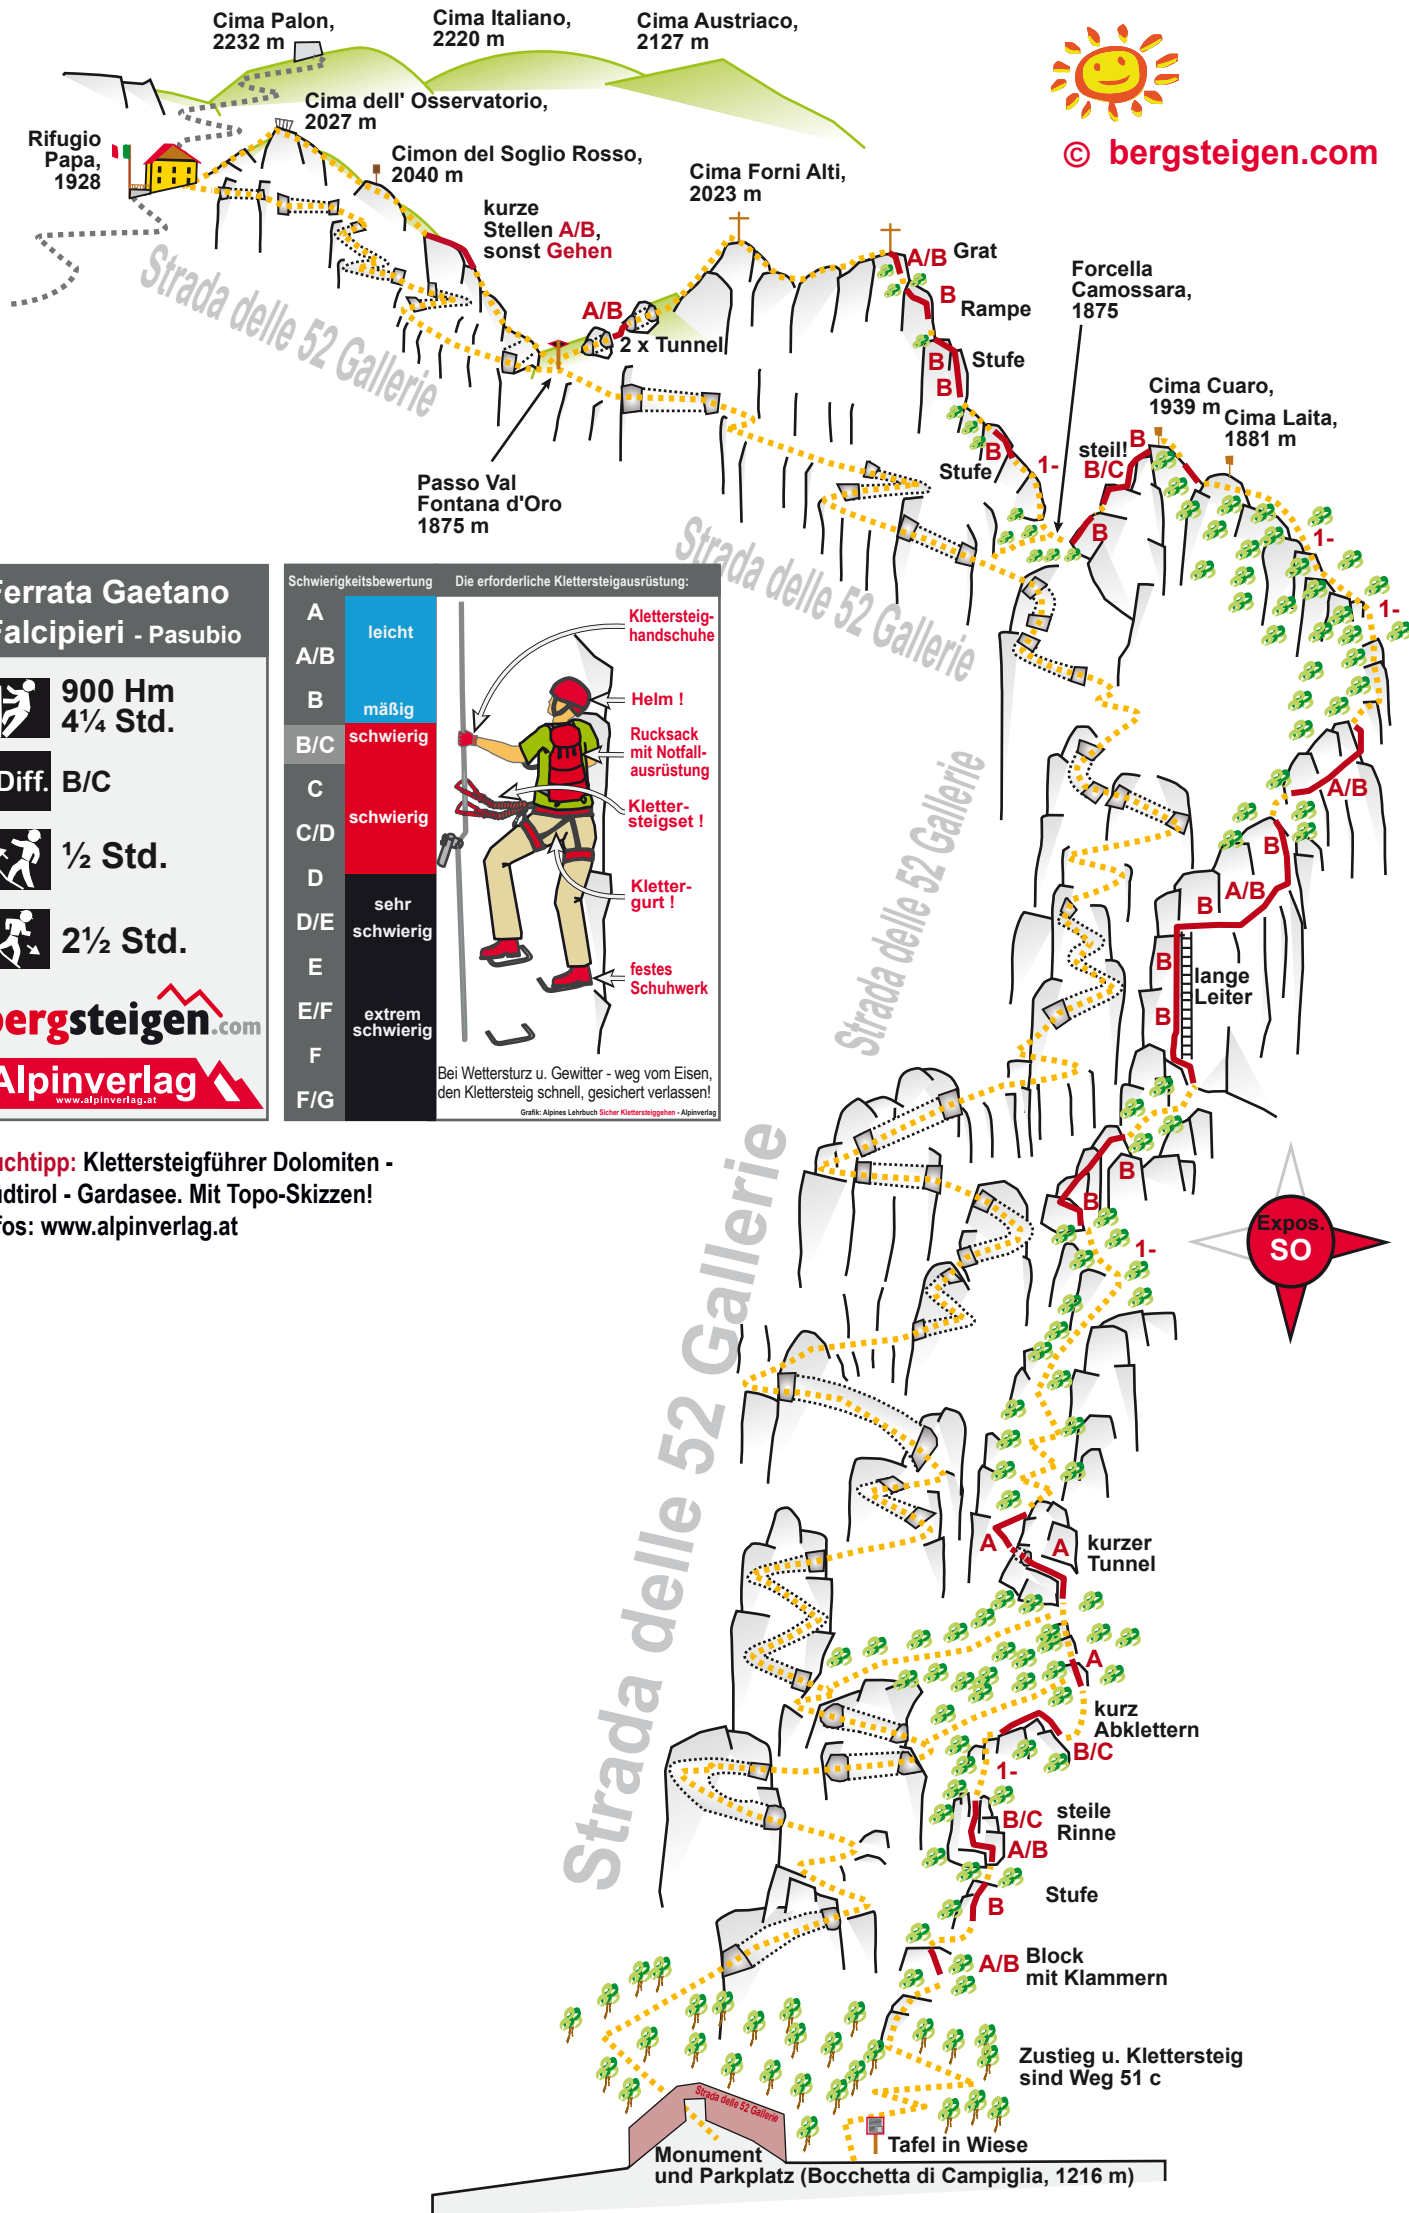 Cima Palon,
2232 m
Cima Italiano,
2220 m
Cima Austriaco,
2127 m
© bergsteigen.com
Cima dell' Osservatorio,
2027 m
Rifugio
Papa,
1928
Cimon del Soglio Rosso,
2040 m
Cima Forni Alti,
2023 m
kurze
Stellen A/B,
sonst Gehen
Strada delle 52 Gallerie
A/B
2 x Tunnel
A/B Grat
B
Rampe
B
Stufe
B
B
Stufe
1-
Forcella
Camossara,
1875
Cima Cuaro,
1939 m
Cima Laita,
1881 m
steil!
B
B/C
B
1-
1-
Passo Val
Fontana d'Oro
1875 m
Strada delle 52 Gallerie
Ferrata Gaetano
Falcipieri - Pasubio
900 Hm
4¼ Std.
Diff. B/C
½ Std.
2½ Std.
bergsteigen.com
Alpinverlag
www.alpinverlag.at
Schwierigkeitsbewertung
Die erforderliche Klettersteigausrüstung:
A
leicht
A/B
B
mäßig
B/C
schwierig
C
schwierig
C/D
D
sehr
D/E
schwierig
E
E/F
extrem
schwierig
F
F/G
Klettersteig-
handschuhe
Helm !
Rucksack
mit Notfall-
ausrüstung
Kletter-
steigset !
Kletter-
gurt !
festes
Schuhwerk
Bei Wettersturz u. Gewitter - weg vom Eisen,
den Klettersteig schnell, gesichert verlassen!
Grafik: Alpines Lehrbuch Sicher Klettersteiggehen - Alpinverlag
uchtipp: Klettersteigführer Dolomiten -
üdtirol - Gardasee. Mit Topo-Skizzen!
fos: www.alpinverlag.at
Strada delle 52 Gallerie
A/B
B
A/B
B
B
lange
Leiter
B
B
B
1-
Expos.
SO
Strada delle 52 Gallerie
A
A
kurzer
Tunnel
A
kurz
Abklettern
B/C
1-
B/C
steile
Rinne
A/B
Stufe
B
A/B Block
mit Klammern
Zustieg u. Klettersteig
sind Weg 51 c
Strada delle 52 Gallerie
Tafel in Wiese
Monument
und Parkplatz (Bocchetta di Campiglia, 1216 m)